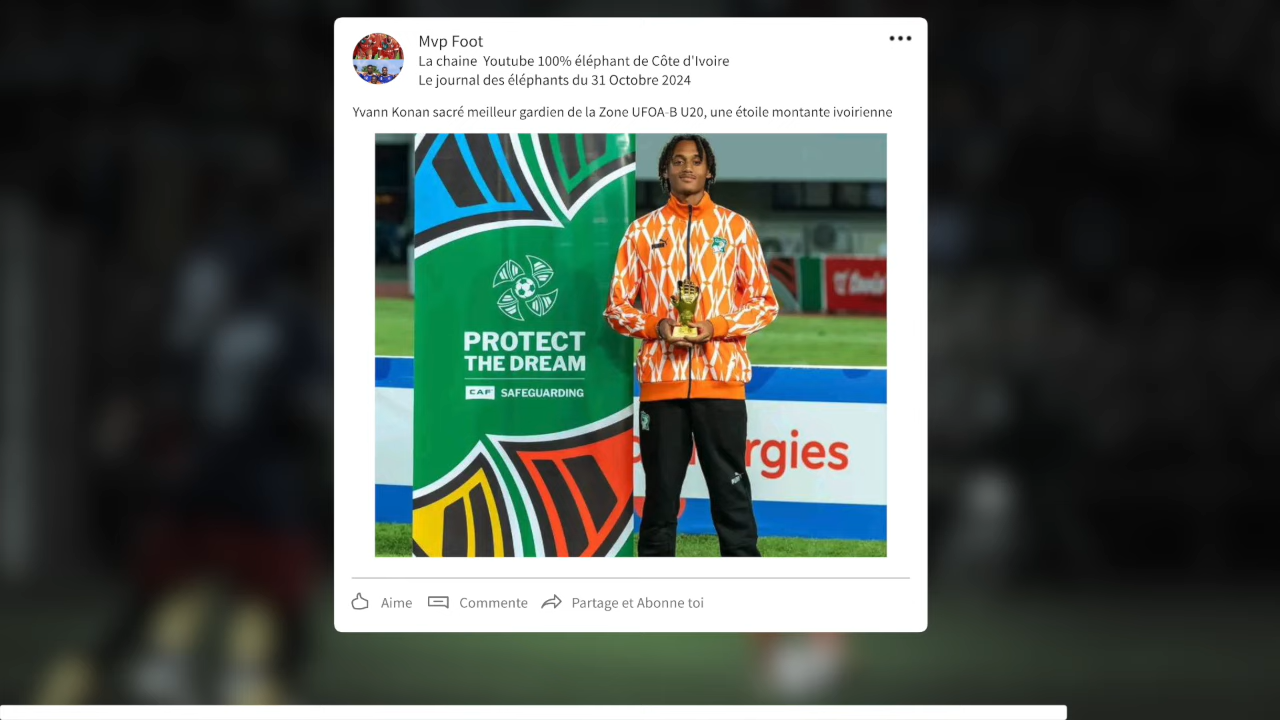 Mvp Foot
La chaine Youtube 100% éléphant de Côte d'Ivoire
Le journal des éléphants du 31 Octobre 2024
Yvann Konan sacré meilleur gardien de la Zone UFOA-B U20, une étoile montante ivoirienne
PROTECT
THE DREAM
CAF SAFEGUARDING
rgies
Aime Commente Partage et Abonne toi